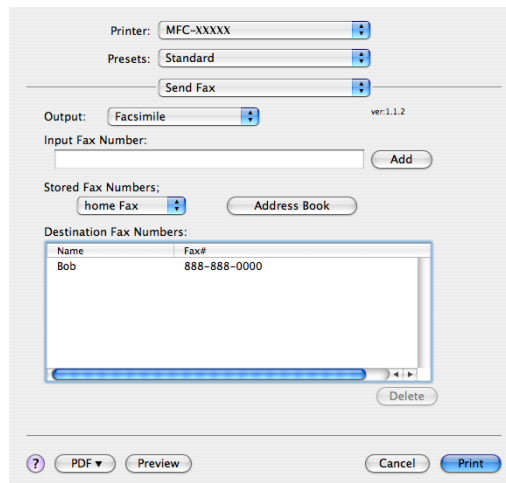 Printer: MFC-XXXXX
Presets: Standard
Send Fax
Output: Facsimile ver:1.1.2
Input Fax Number:
Add
Stored Fax Numbers;
home Fax Address Book
Destination Fax Numbers:
Name Fax#
Bob 888-888-0000
Delete
? PDF▼ Preview Cancel Print